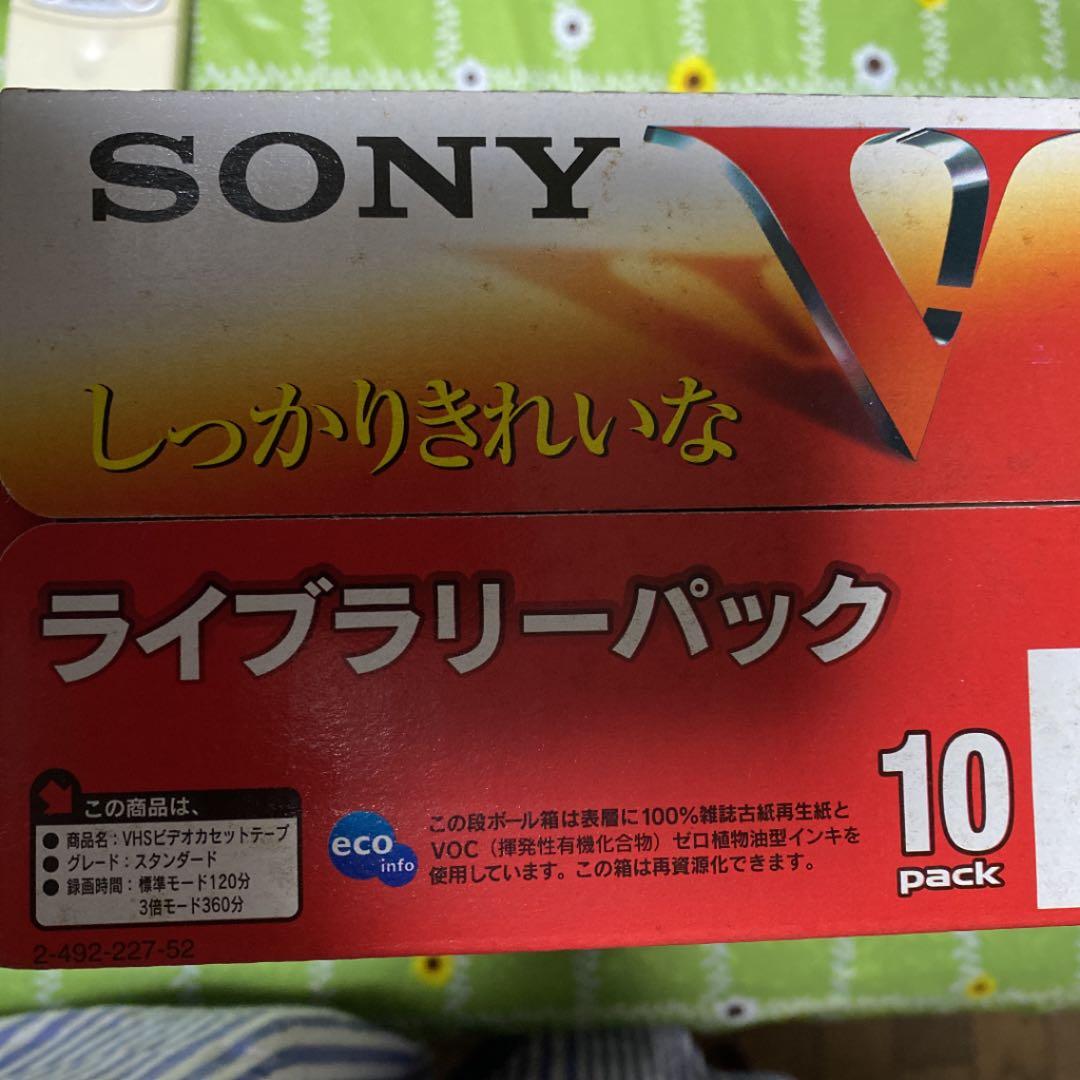 SONY V
しっかりきれいな
ライブラリーパック
この商品は、
● 商品名：VHSビデオカセットテープ
● グレード：スタンダード
● 録画時間：標準モード120分
3倍モード360分
2-492-227-52
eco
info
この段ボール箱は表層に100%雑誌古紙再生紙と
VOC（揮発性有機化合物）ゼロ植物油型インキを
使用しています。この箱は再資源化できます。
10
pack